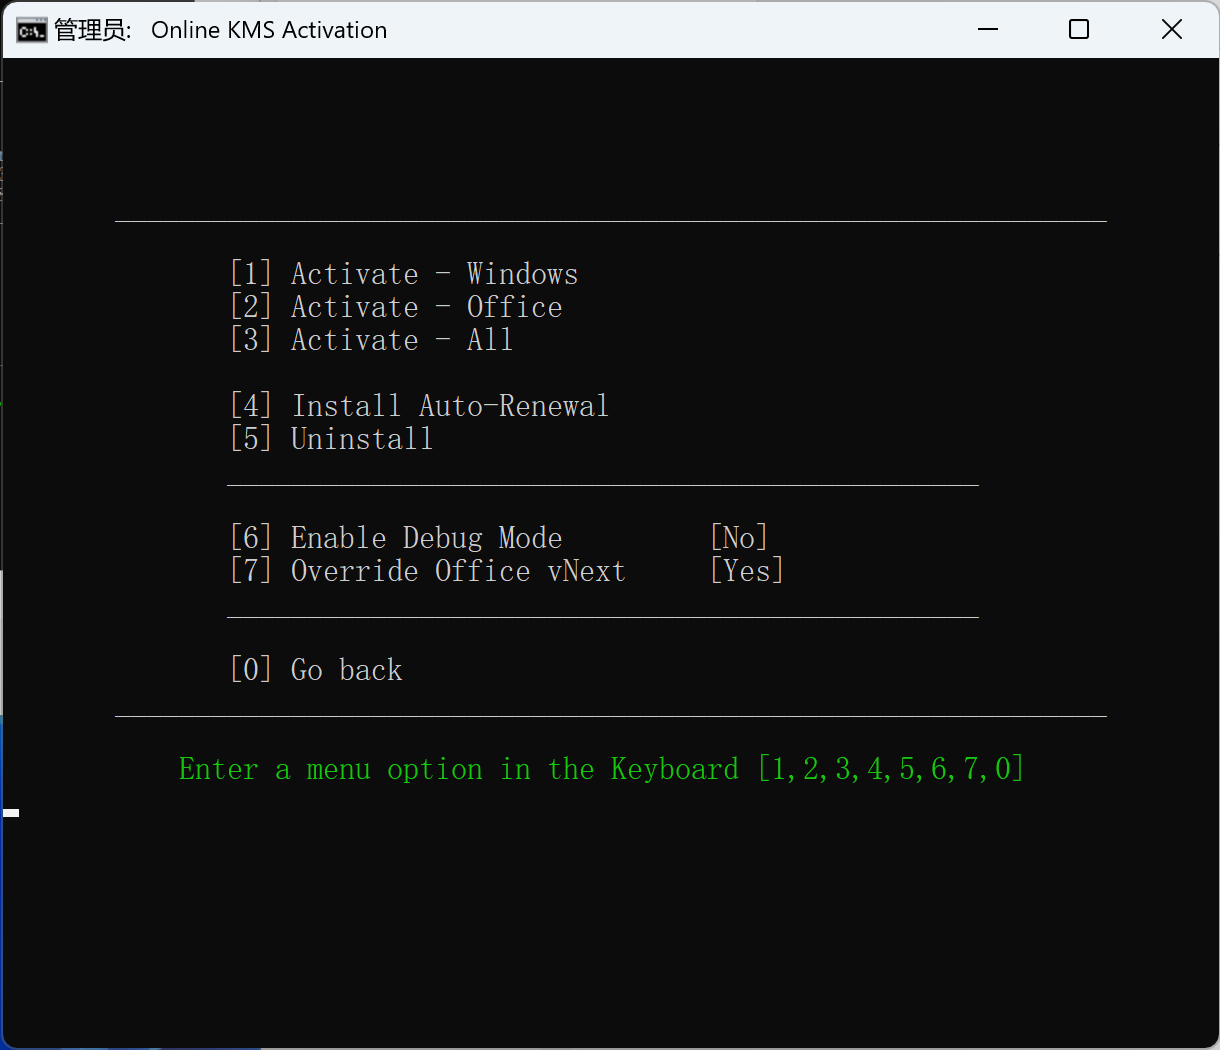 管理员: Online KMS Activation
[1] Activate - Windows
[2] Activate - Office
[3] Activate - All
[4] Install Auto-Renewal
[5] Uninstall
[6] Enable Debug Mode [No]
[7] Override Office vNext [Yes]
[0] Go back
Enter a menu option in the Keyboard [1,2,3,4,5,6,7,0]